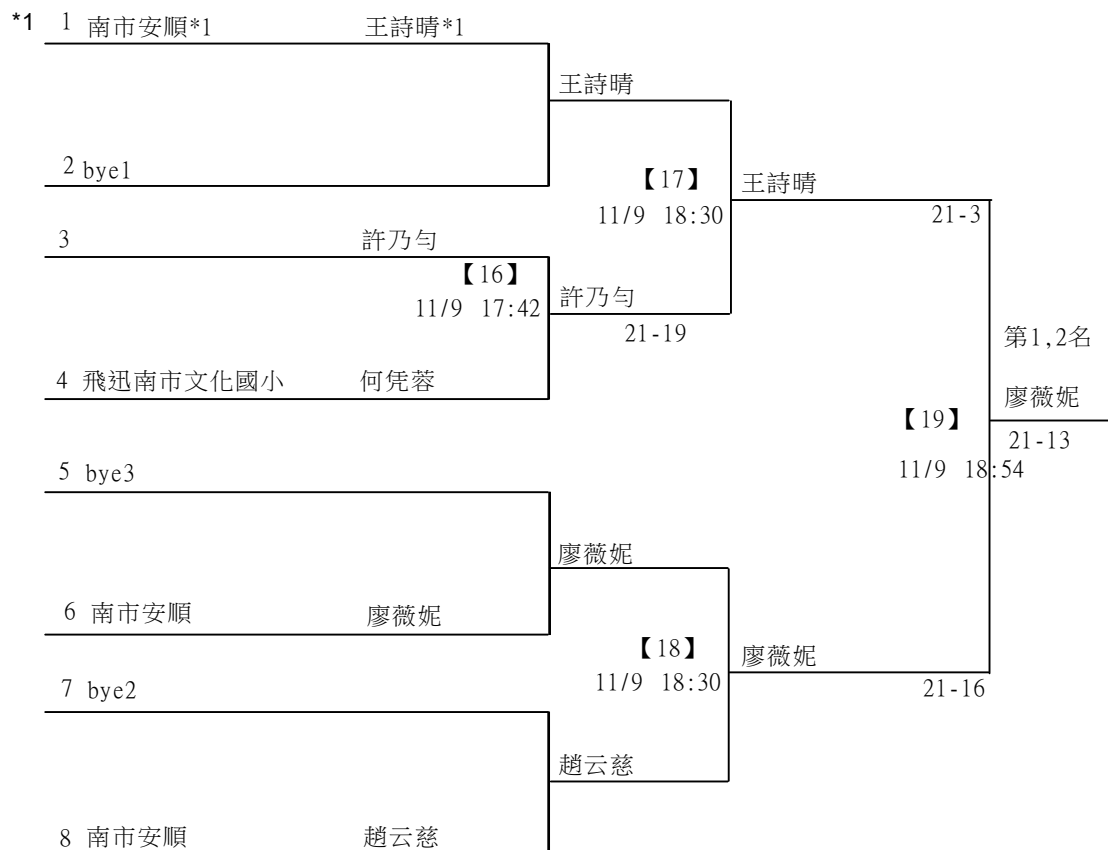 *1 1 南市安順*1 王詩晴*1
王詩晴
2 bye1
【17】 王詩晴
11/9 18:30 21-3
3 許乃勻
【16】
11/9 17:42 許乃勻
21-19
第1,2名
4 飛迅南市文化國小 何凭蓉
廖薇妮
【19】
21-13
5 bye3 11/9 18:54
廖薇妮
6 南市安順 廖薇妮
【18】 廖薇妮
7 bye2 11/9 18:30 21-16
趙云慈
8 南市安順 趙云慈